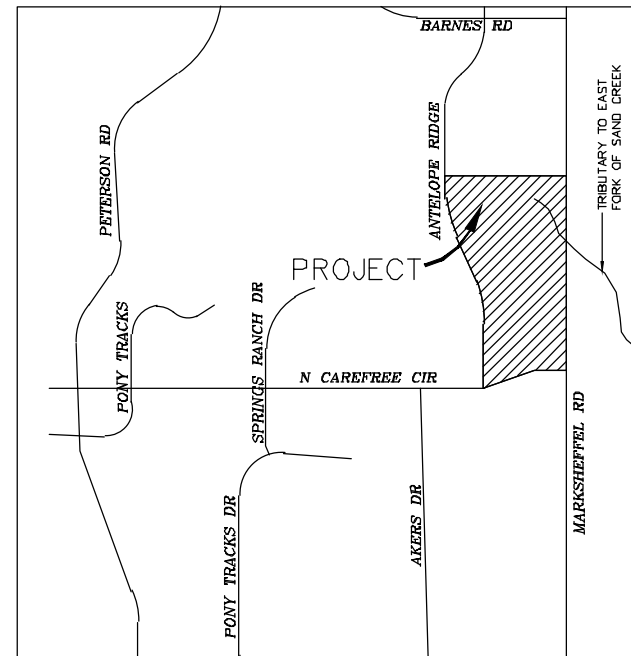 BARNES RD
PETERSON RD
ANTELOPE RIDGE
TRIBUTARY TO EAST
FORK OF SAND CREEK
PROJECT
PONY TRACKS
SPRINGS RANCH DR
N CAREFREE CIR
MARKSHEFFEL RD
PONY TRACKS DR
AKERS DR